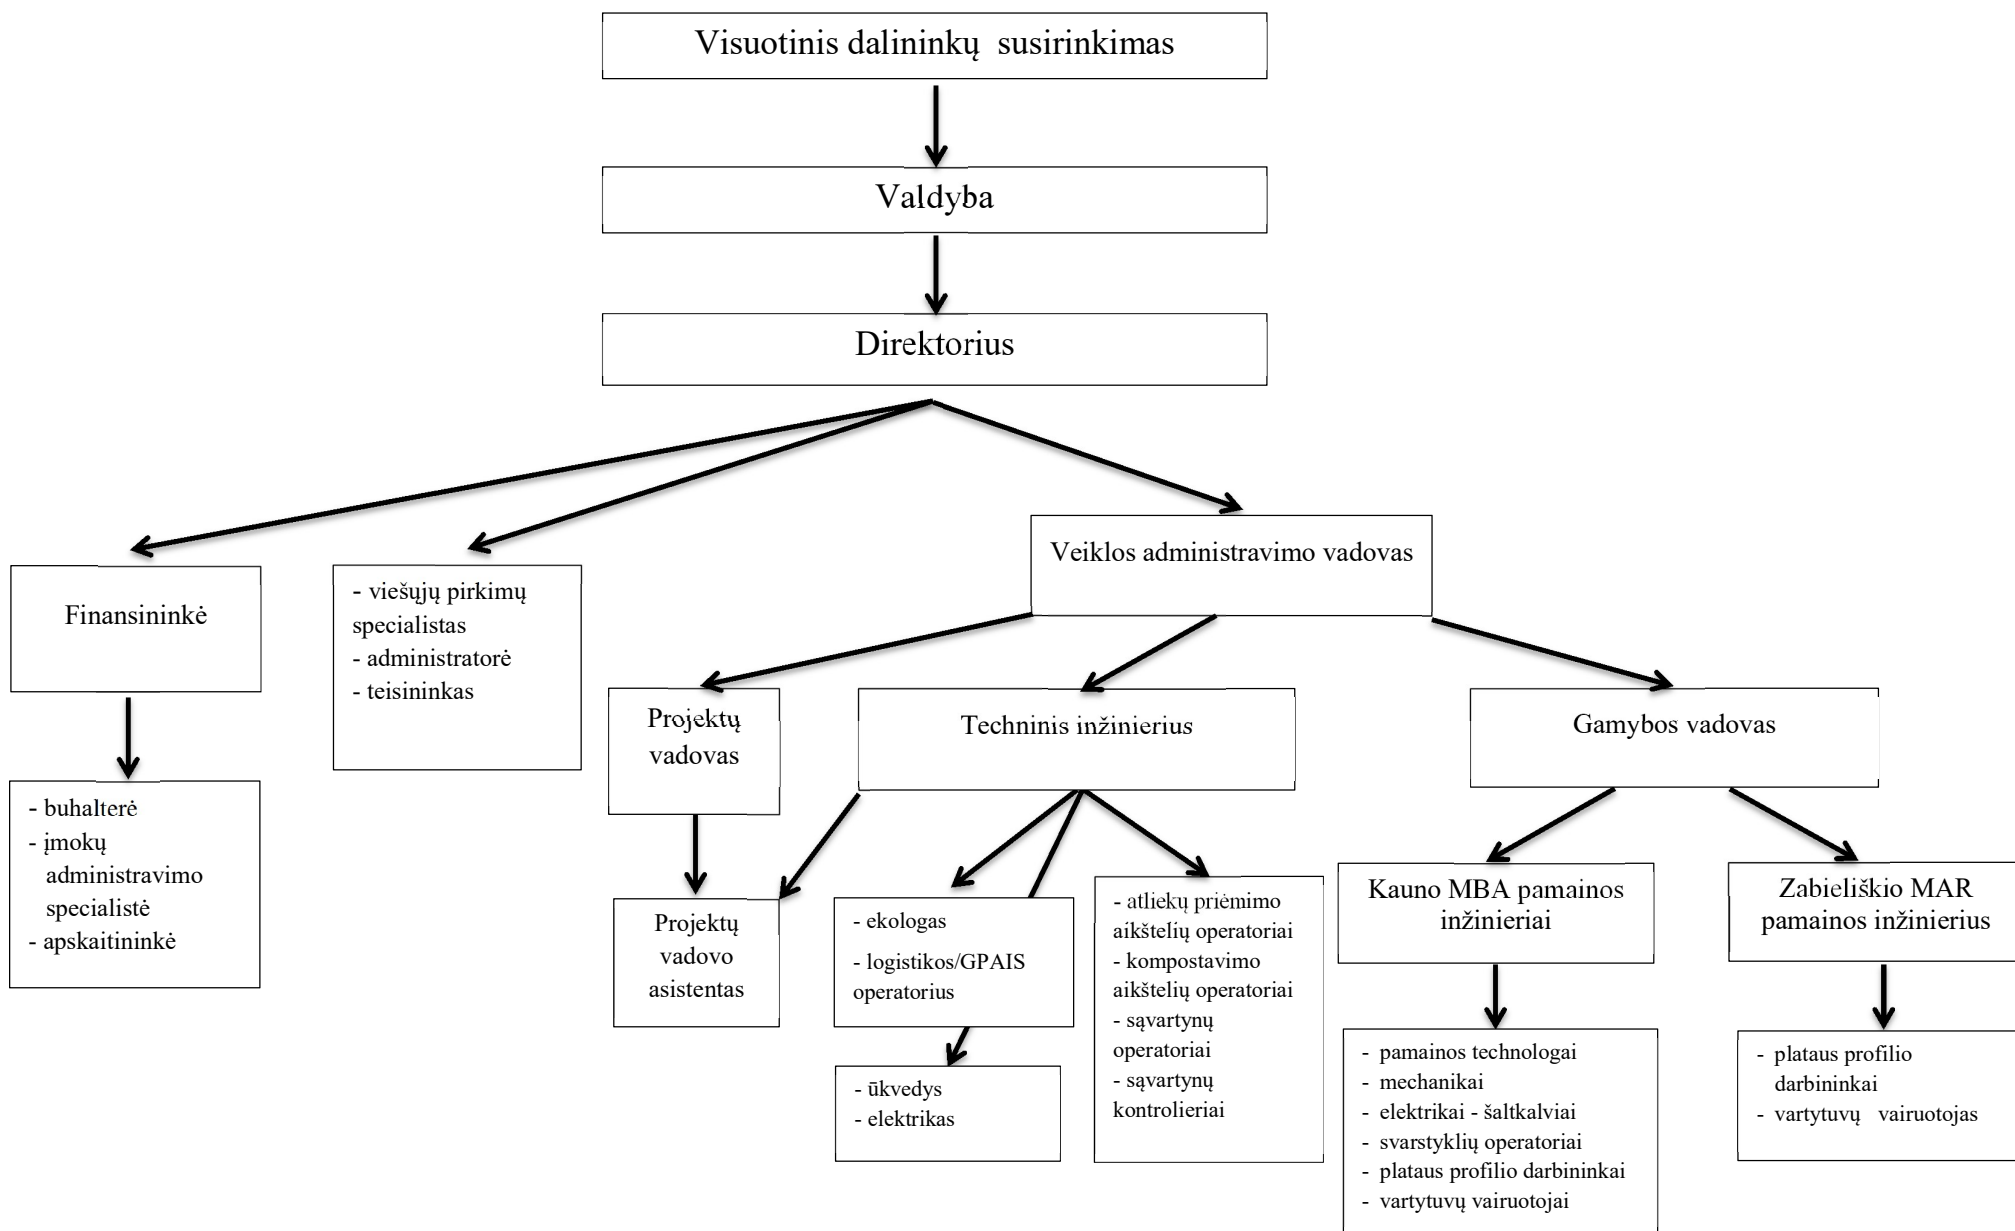 Visuotinis dalininkų susirinkimas
Valdyba
Direktorius
Veiklos administravimo vadovas
Finansininkė
- viešųjų pirkimų
specialistas
- administratorė
- teisininkas
Projektų
vadovas
Techninis inžinierius
Gamybos vadovas
- buhalterė
- įmokų
administravimo
specialistė
- apskaitininkė
Projektų
vadovo
asistentas
- ekologas
- logistikos/GPAIS
operatorius
- ūkvedys
- elektrikas
- atliekų priėmimo
aikštelių operatoriai
- kompostavimo
aikštelių operatoriai
- sąvartynų
operatoriai
- sąvartynų
kontrolieriai
Kauno MBA pamainos
inžinieriai
Zabieliškio MAR
pamainos inžinierius
- pamainos technologai
- mechanikai
- elektrikai - šaltkalviai
- svarstyklių operatoriai
- plataus profilio darbininkai
- vartytuvų vairuotojai
- plataus profilio
darbininkai
- vartytuvų vairuotojas